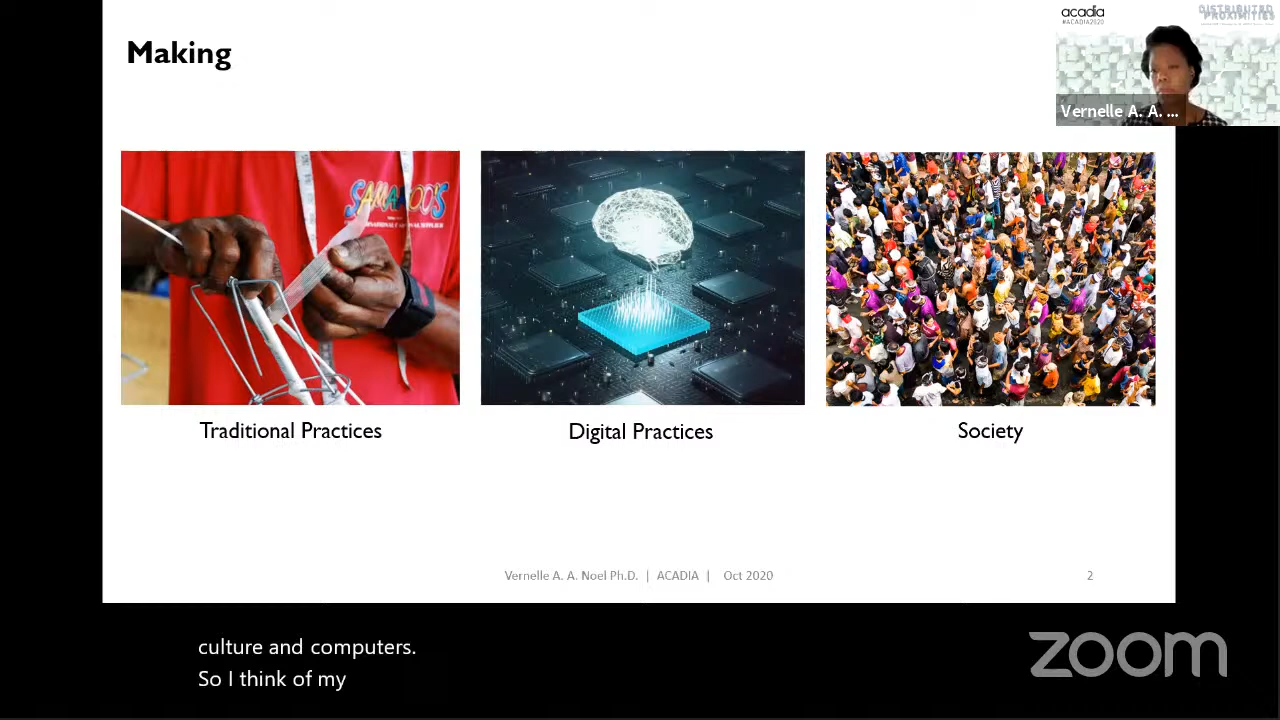 Making
acadia
#ACADIA2020
DISTRIBUTED
PROXIMITIES
Vernelle A. A. ...
Traditional Practices
Digital Practices
Society
Vernelle A. A. Noel Ph.D. | ACADIA | Oct 2020
2
culture and computers.
So I think of my
zoom